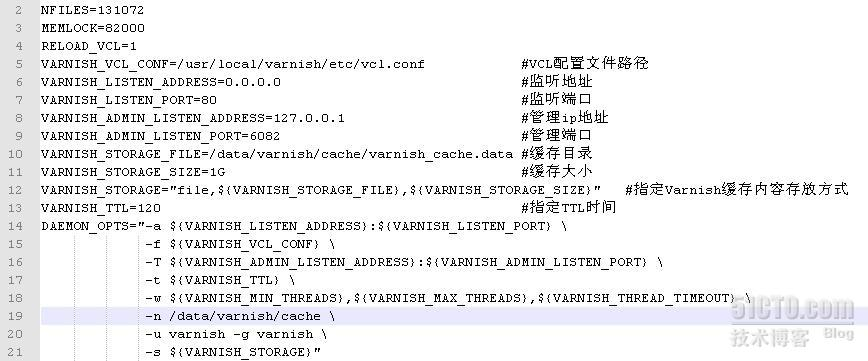 2 NFILES=131072
3 MEMLOCK=82000
4 RELOAD_VCL=1
5 VARNISH_VCL_CONF=/usr/local/varnish/etc/vcl.conf #VCL配置文件路径
6 VARNISH_LISTEN_ADDRESS=0.0.0.0 #监听地址
7 VARNISH_LISTEN_PORT=80 #监听端口
8 VARNISH_ADMIN_LISTEN_ADDRESS=127.0.0.1 #管理ip地址
9 VARNISH_ADMIN_LISTEN_PORT=6082 #管理端口
10 VARNISH_STORAGE_FILE=/data/varnish/cache/varnish_cache.data #缓存目录
11 VARNISH_STORAGE_SIZE=1G #缓存大小
12 VARNISH_STORAGE="file,${VARNISH_STORAGE_FILE},${VARNISH_STORAGE_SIZE}" #指定Varnish缓存内容存放方式
13 VARNISH_TTL=120 #指定TTL时间
14 DAEMON_OPTS="-a ${VARNISH_LISTEN_ADDRESS}:${VARNISH_LISTEN_PORT} \
15 -f ${VARNISH_VCL_CONF} \
16 -T ${VARNISH_ADMIN_LISTEN_ADDRESS}:${VARNISH_ADMIN_LISTEN_PORT} \
17 -t ${VARNISH_TTL} \
18 -w ${VARNISH_MIN_THREADS},${VARNISH_MAX_THREADS},${VARNISH_THREAD_TIMEOUT} \
19 -n /data/varnish/cache \
20 -u varnish -g varnish \
21 -s ${VARNISH_STORAGE}"
51CTO.com
技术博客 Blog